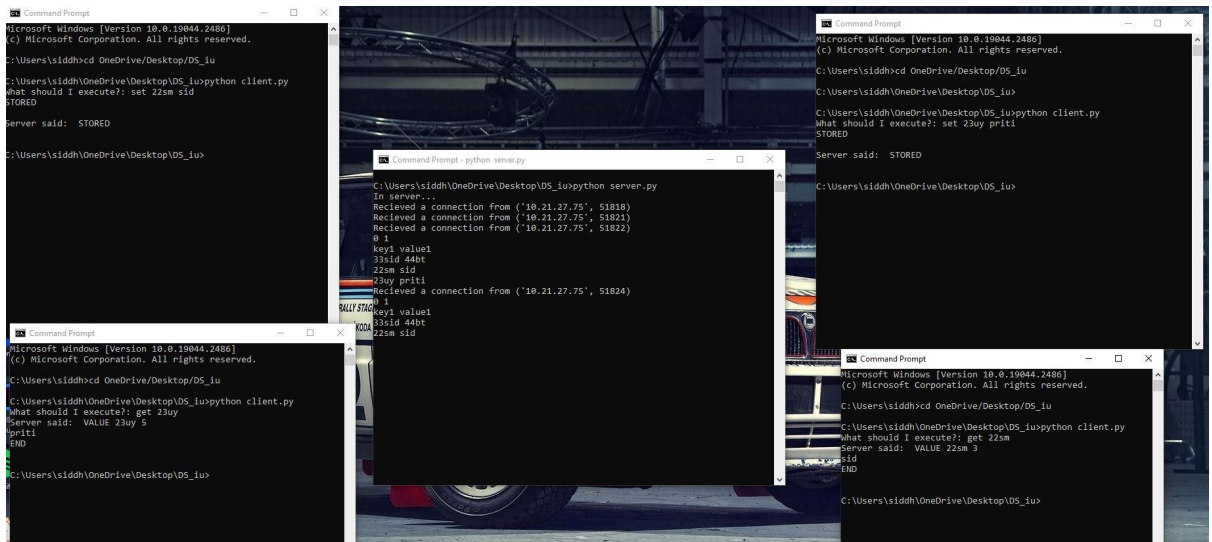 Command Prompt
Microsoft Windows [Version 10.0.19044.2486]
(c) Microsoft Corporation. All rights reserved.
C:\Users\siddh>cd OneDrive/Desktop/DS_iu
C:\Users\siddh\OneDrive\Desktop\DS_iu>python client.py
What should I execute?: set 22sm sid
STORED
Server said:  STORED
C:\Users\siddh\OneDrive\Desktop\DS_iu>
Command Prompt
Microsoft Windows [Version 10.0.19044.2486]
(c) Microsoft Corporation. All rights reserved.
C:\Users\siddh>cd OneDrive/Desktop/DS_iu
C:\Users\siddh\OneDrive\Desktop\DS_iu>python client.py
What should I execute?: get 23uy
Server said:  VALUE 23uy 5
priti
END
C:\Users\siddh\OneDrive\Desktop\DS_iu>
Command Prompt - python  server.py
C:\Users\siddh\OneDrive\Desktop\DS_iu>python server.py
In server...
Recieved a connection from ('10.21.27.75', 51818)
Recieved a connection from ('10.21.27.75', 51821)
Recieved a connection from ('10.21.27.75', 51822)
0 1
key1 value1
33sid 44bt
22sm sid
23uy priti
Recieved a connection from ('10.21.27.75', 51824)
0 1
key1 value1
33sid 44bt
22sm sid
RALLY STAG
KODA
Command Prompt
Microsoft Windows [Version 10.0.19044.2486]
(c) Microsoft Corporation. All rights reserved.
C:\Users\siddh>cd OneDrive/Desktop/DS_iu
C:\Users\siddh\OneDrive\Desktop\DS_iu>
C:\Users\siddh\OneDrive\Desktop\DS_iu>python client.py
What should I execute?: set 23uy priti
STORED
Server said:  STORED
C:\Users\siddh\OneDrive\Desktop\DS_iu>
Command Prompt
Microsoft Windows [Version 10.0.19044.2486]
(c) Microsoft Corporation. All rights reserved.
C:\Users\siddh>cd OneDrive/Desktop/DS_iu
C:\Users\siddh\OneDrive\Desktop\DS_iu>python client.py
What should I execute?: get 22sm
Server said:  VALUE 22sm 3
sid
END
C:\Users\siddh\OneDrive\Desktop\DS_iu>